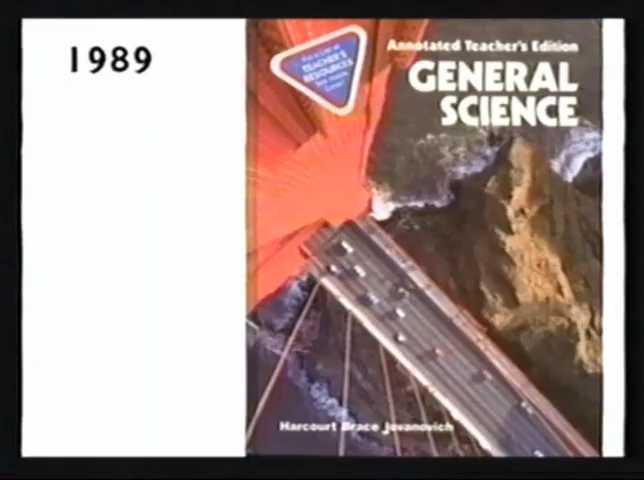 1989
Annotated Teacher's Edition
GENERAL
SCIENCE
TEACHER'S
RESOURCES
Harcourt Brace Jovanovich